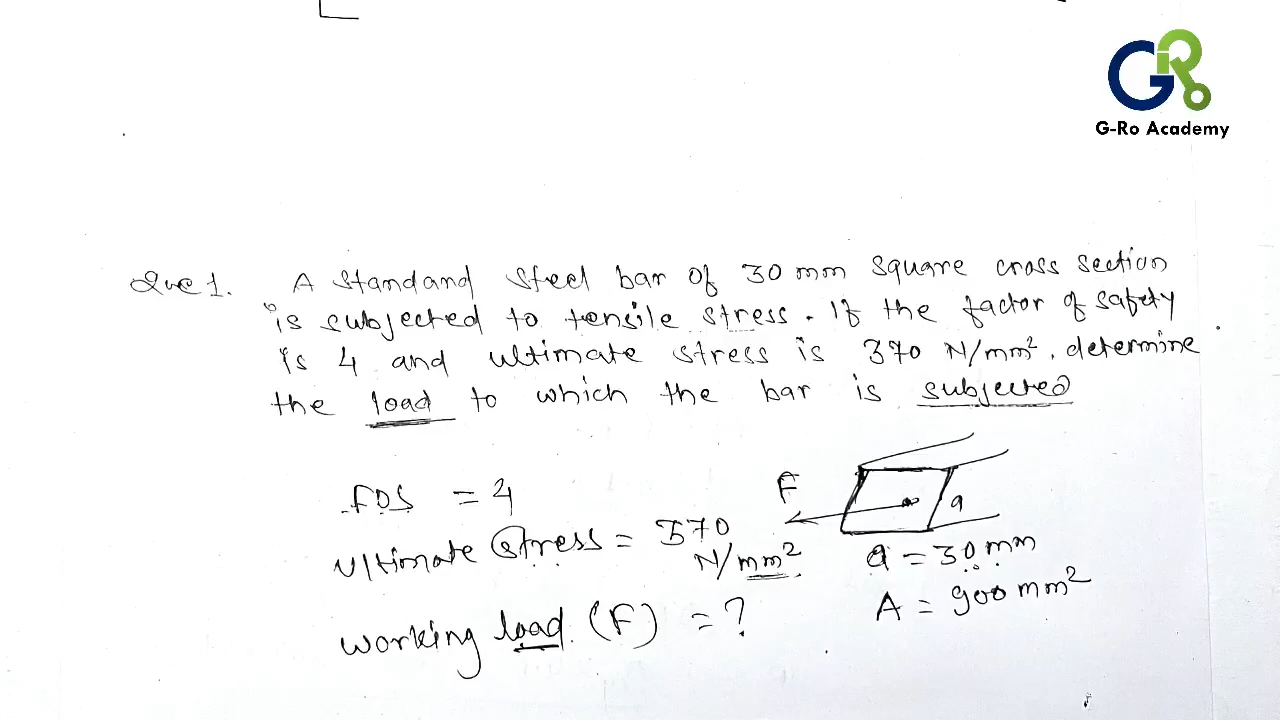 GR
G-Ro Academy
Que 1. A standard steel bar of 30 mm square cross section
is subjected to tensile stress. If the factor of safety
is 4 and ultimate stress is 370 N/mm², determine
the load to which the bar is subjected
FOS = 4
Ultimate stress = 370
N/mm²
working load (F) = ?
F
a
a = 30 mm
A = 900 mm²